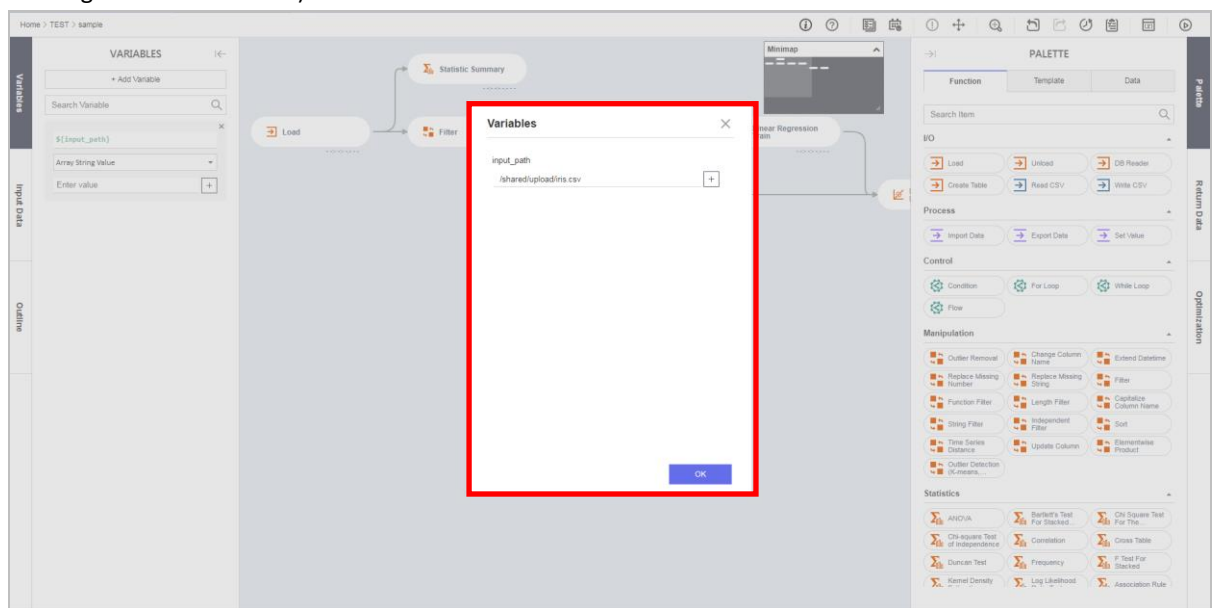 Home > TEST > sample
Variables
Input Data
Outline
VARIABLES
+ Add Variable
Search Variable
${input_path}
Array String Value
Enter value
Load
Statistic Summary
Filter
Minimap
near Regression
Variables
input_path
/shared/upload/iris.csv
OK
PALETTE
Function
Template
Data
Search Item
I/O
Load
Unload
DB Reader
Create Table
Read CSV
Write CSV
Process
Import Data
Export Data
Set Value
Control
Condition
For Loop
While Loop
Flow
Manipulation
Outlier Removal
Change Column
Name
Extend Datetime
Replace Missing
Number
Replace Missing
String
Filter
Function Filter
Length Filter
Capitalize
Column Name
String Filter
Independent
Filter
Sort
Time Series
Distance
Update Column
Elementwise
Product
Outlier Detection
(K-means....
Statistics
ANOVA
Bartlett's Test
For Stacked...
Chi Square Test
For The...
Chi-square Test
of Independence
Correlation
Cross Table
Duncan Test
Frequency
F Test For
Stacked
Kernel Density
Log Likelihood
Association Rule
Palette
Return Data
Optimization